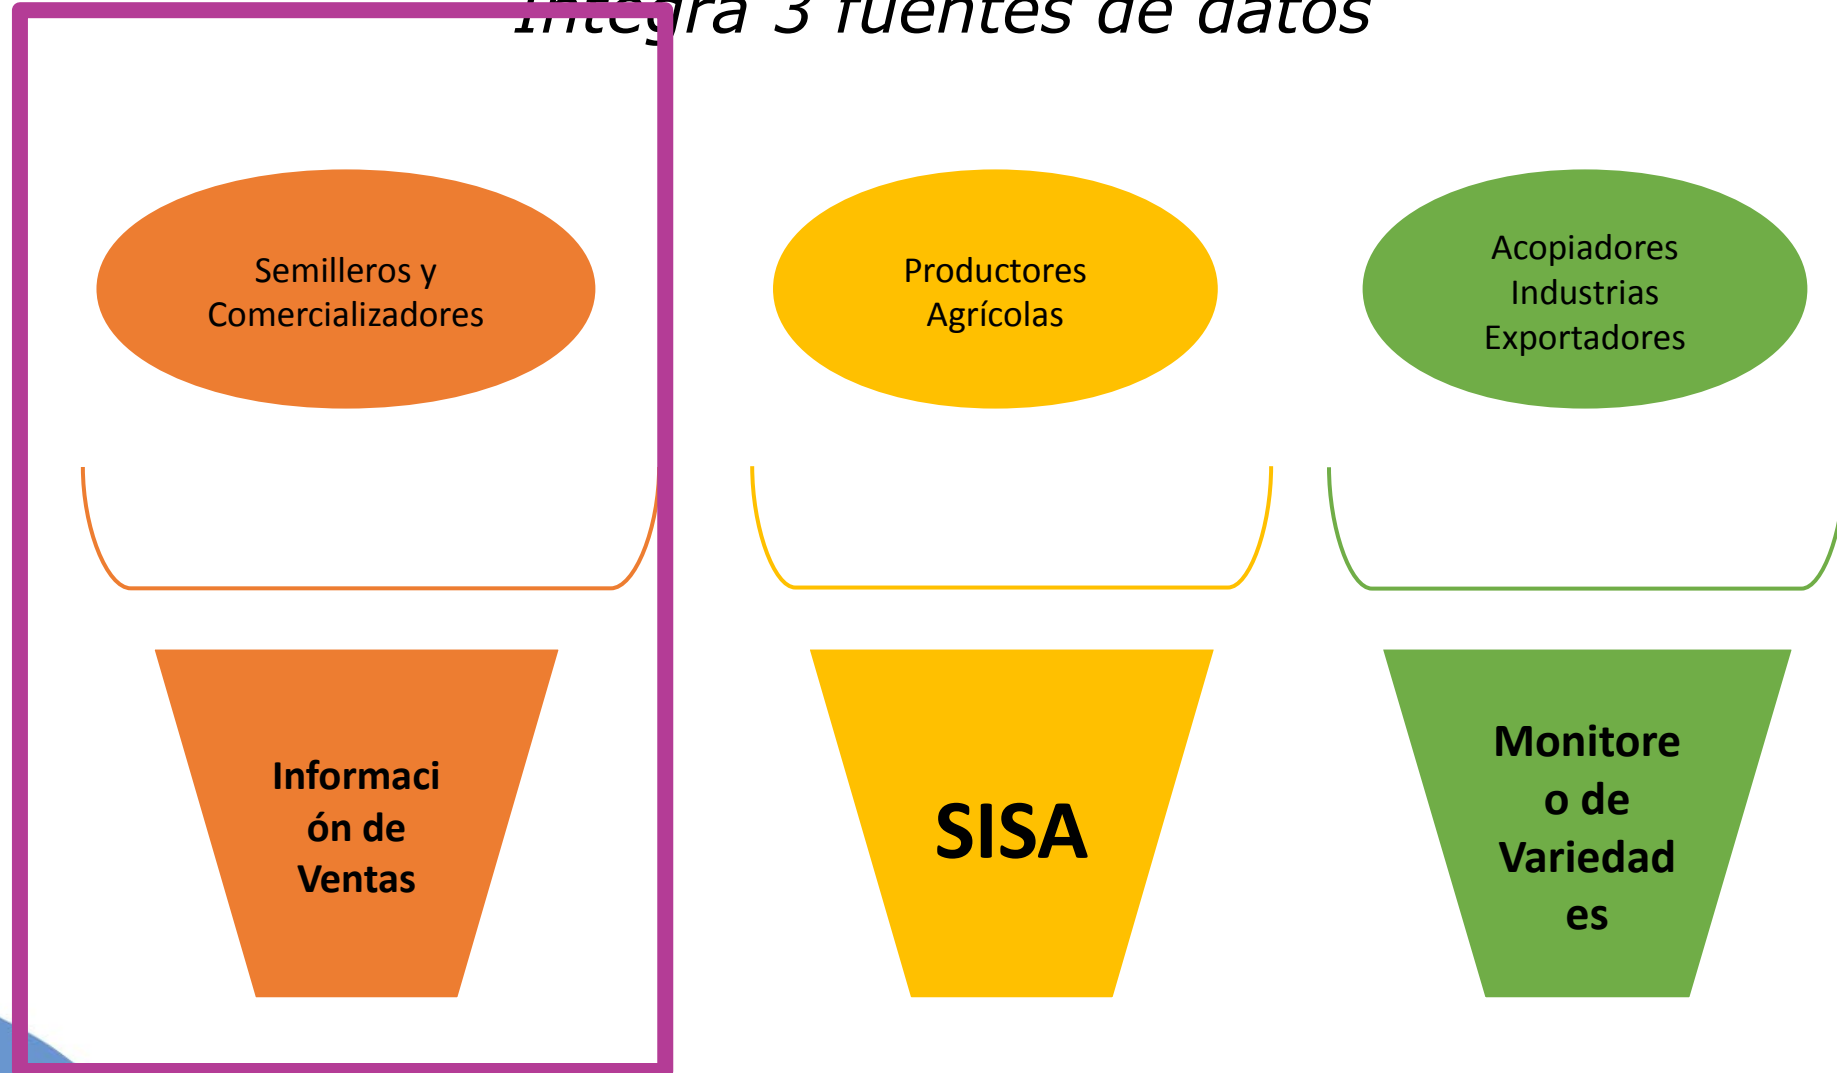 Integra 3 fuentes de datos
Semilleros y
Comercializadores
Productores
Agrícolas
Acopiadores
Industrias
Exportadores
Informaci
ón de
Ventas
SISA
Monitore
o de
Variedad
es